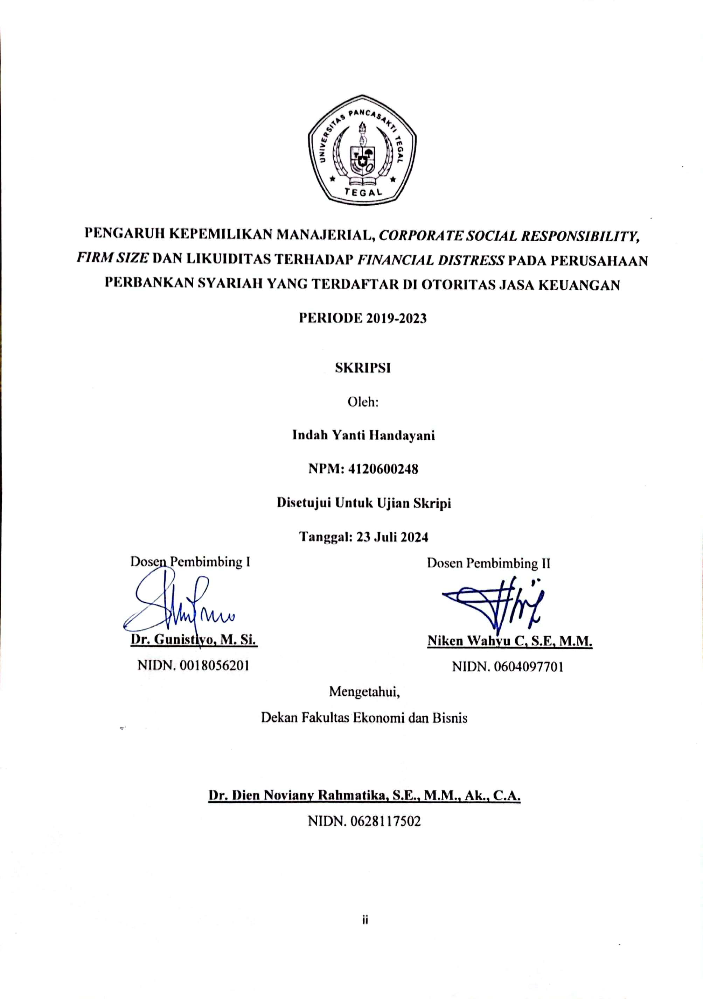 UNIVERSITAS PANCASAKTI TEGAL
TEGAL
PENGARUH KEPEMILIKAN MANAJERIAL, CORPORATE SOCIAL RESPONSIBILITY,
FIRM SIZE DAN LIKUIDITAS TERHADAP FINANCIAL DISTRESS PADA PERUSAHAAN
PERBANKAN SYARIAH YANG TERDAFTAR DI OTORITAS JASA KEUANGAN
PERIODE 2019-2023
SKRIPSI
Oleh:
Indah Yanti Handayani
NPM: 4120600248
Disetujui Untuk Ujian Skripi
Tanggal: 23 Juli 2024
Dosen Pembimbing I
Dosen Pembimbing II
Dr. Gunistiyo, M. Si.
Niken Wahyu C, S.E, M.M.
NIDN. 0018056201
NIDN. 0604097701
Mengetahui,
Dekan Fakultas Ekonomi dan Bisnis
Dr. Dien Noviany Rahmatika, S.E., M.M., Ak., C.A.
NIDN. 0628117502
ii